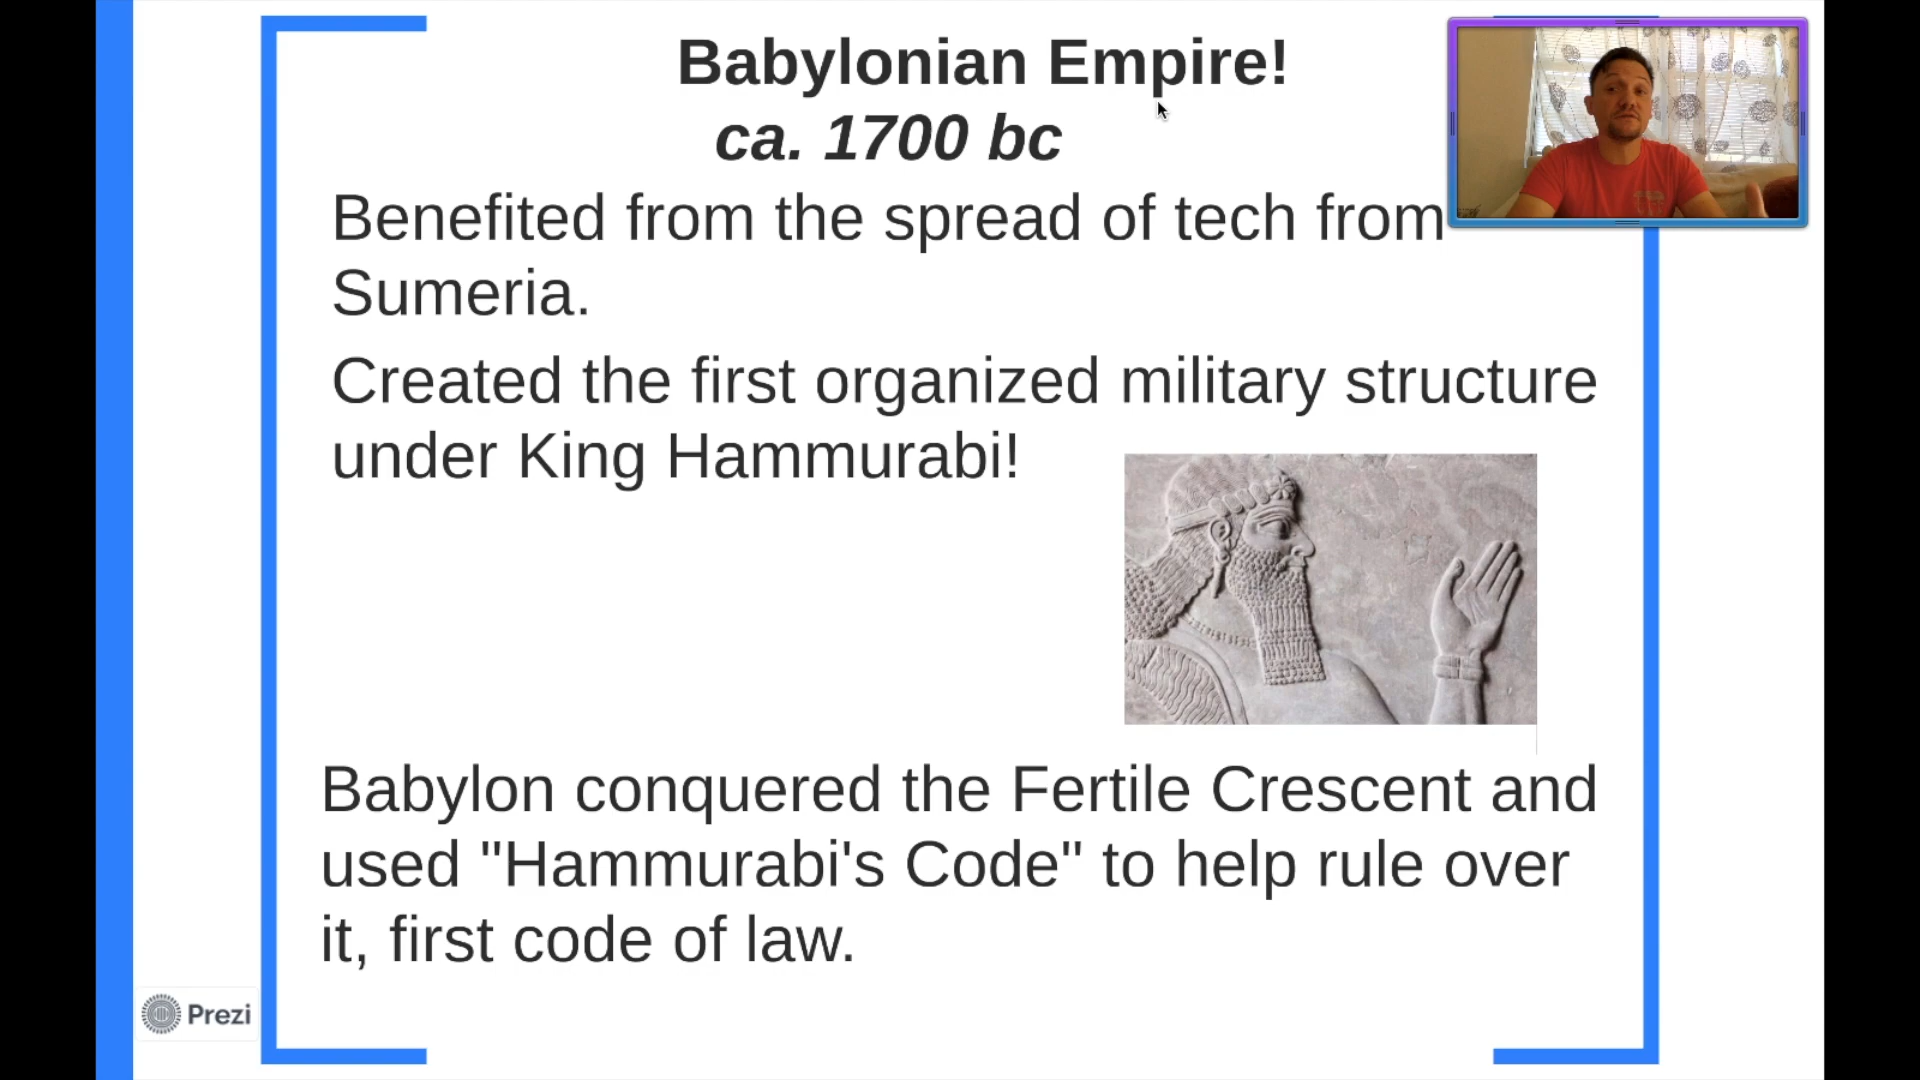 Babylonian Empire!
ca. 1700 bc
Benefited from the spread of tech from
Sumeria.
Created the first organized military structure
under King Hammurabi!
Babylon conquered the Fertile Crescent and
used "Hammurabi's Code" to help rule over
it, first code of law.
Prezi